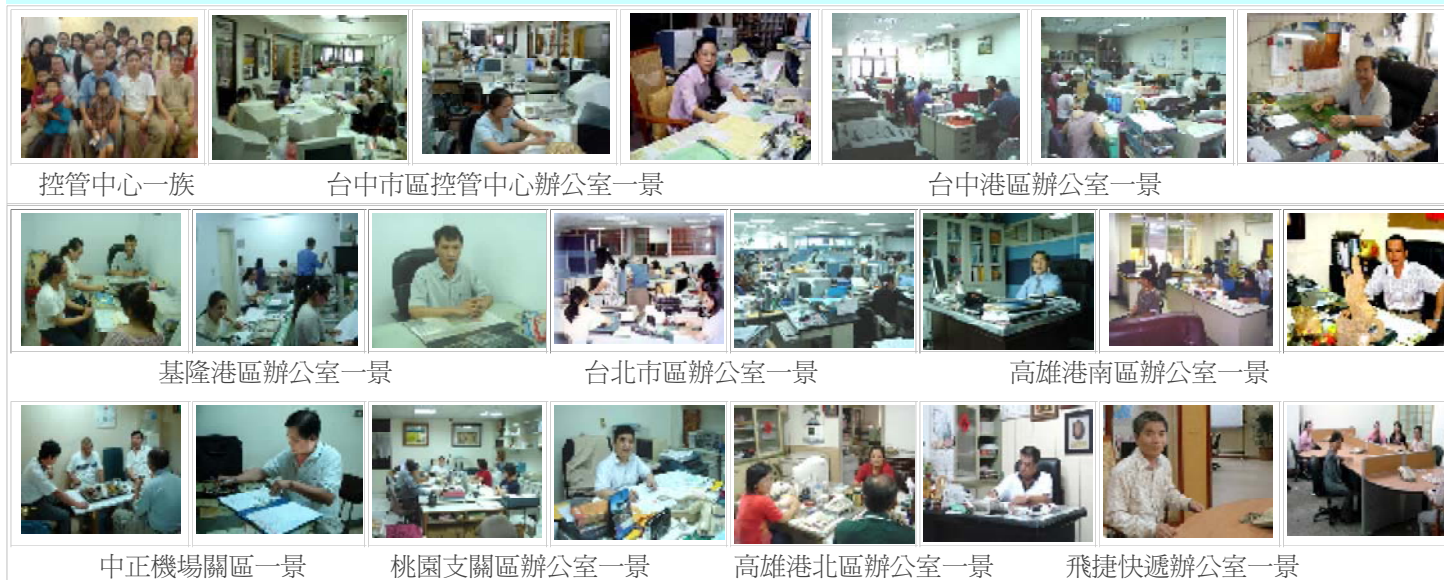 控管中心一族
台中市區控管中心辦公室一景
台中港區辦公室一景
基隆港區辦公室一景
台北市區辦公室一景
高雄港南區辦公室一景
中正機場關區一景
桃園支關區辦公室一景
高雄港北區辦公室一景
飛捷快遞辦公室一景